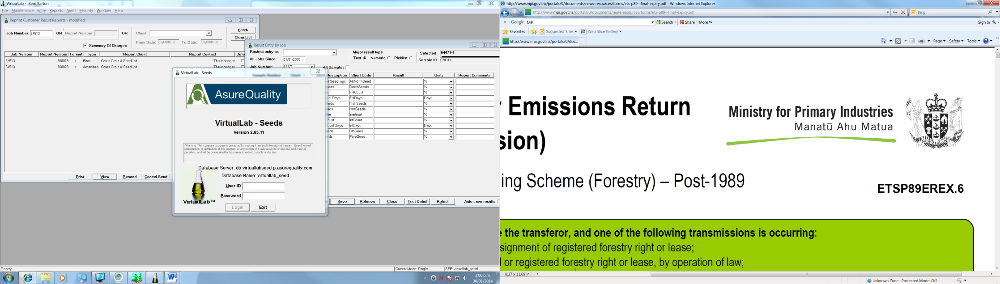 VirtualLab - Kerri Barton
File Maintenance Entry Reports Audit Security Window Help
Reprint Customer Result Reports - modified
Job Number: 64513 OR Report Number: OR Client:
From Date: 00/00/0000 To Date: 00/00/0000
Summary Of Charges
Fetch
Clear List
Job Number Report Number Format Type Report Client Report Contact Sele
64513 368018 r Final Cates Grain & Seed Ltd The Manager
64513 368023 r Amended Cates Grain & Seed Ltd The Manager
Print View Resend Cancel Send
Result Entry by Job
Restrict entry to:
All Jobs Since: 01/01/2000
Job Number: 64471
All Samples
Major result type
Text Numeric Picklist
Selected 64471-1
Sample ID: CBD11
Description Short Code Result Units Report Comments
l Seedlings AbNormSeed %
eds DeadSeeds %
unt FnlCount %
unt Days FnlDays Days
eds FrshSeeds %
eds HrdSeeds %
er Inertmat %
ount IntCount %
ount Days IntDays Days
eds OthSeed %
eds PureSeed %
Save Retrieve Close Test Detail Retest Auto save results
VirtualLab - Seeds
AsureQuality
VirtualLab - Seeds
Version 2.63.11
Warning: This computer program is protected by copyright law and international treaties. Unauthorised
reproduction or distribution of this program, or any portion of it, may result in severe civil and criminal
penalties, and will be prosecuted to the maximum extent possible under law.
Database Server: db-virtuallabseed-p.asurequality.com
Database Name: virtuallab_seed
User ID
Password
VirtualLab™
Login Exit
Ready
Current Mode: Single SEE: virtuallab_seed
3:06 p.m.
30/01/2014
http://www.mpi.govt.nz/portals/0/documents/news-resources/forms/ets-p89--final-expiry.pdf - Windows Internet Explorer
http://www.mpi.govt.nz/portals/0/documents/news-resources/forms/ets-p89--final-expiry.pdf
Bing
x Google MPI Search Share More » Sign In
Favorites Suggested Sites Web Slice Gallery
http://www.mpi.govt.nz/portals/0/doc...
Page Safety Tools
Emissions Return
sion)
Ministry for Primary Industries
Manatū Ahu Matua
NEW ZEALAND
ing Scheme (Forestry) – Post-1989
ETSP89EREX.6
e the transferor, and one of the following transmissions is occurring:
signment of registered forestry right or lease;
l or registered forestry right or lease, by operation of law;
8.27 x 11.69 in
Unknown Zone | Protected Mode: Off